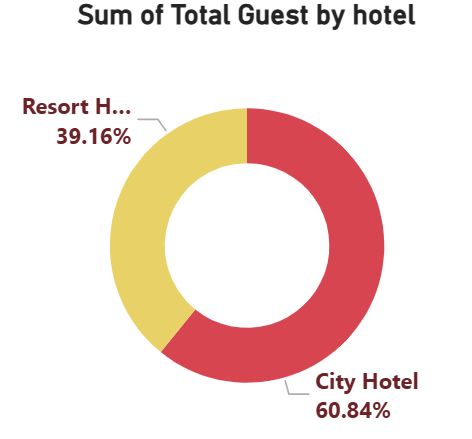 Sum of Total Guest by hotel
Resort H...
39.16%
City Hotel
60.84%